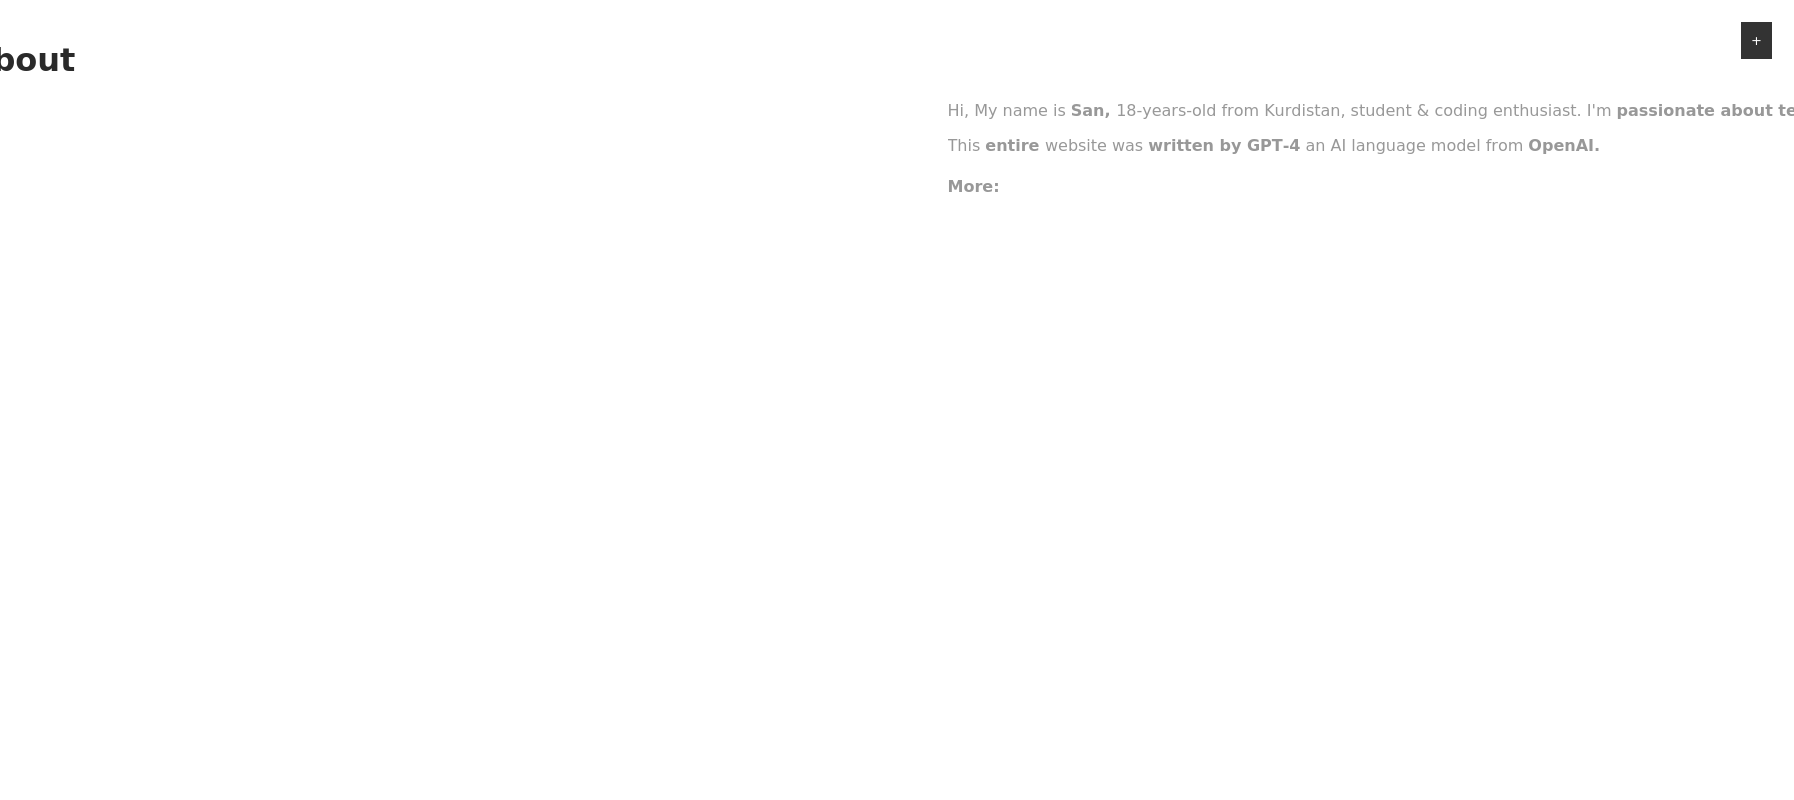 bout
+
Hi, My name is San, 18-years-old from Kurdistan, student & coding enthusiast. I'm passionate about te
This entire website was written by GPT-4 an AI language model from OpenAI.
More: